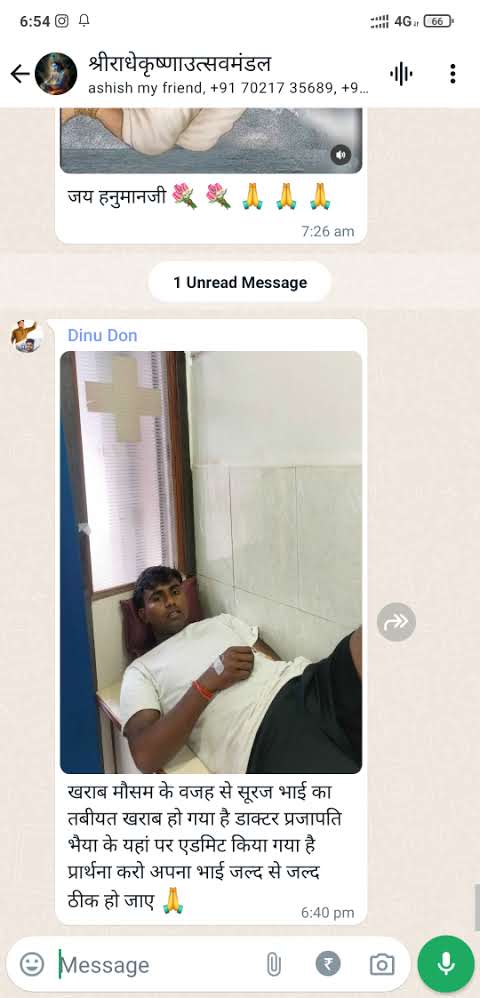 6:54
4G 66
श्रीराधेकृष्णाउत्सवमंडल
ashish my friend, +91 70217 35689, +9...
जय हनुमानजी 💐 💐 🙏 🙏 🙏
7:26 am
1 Unread Message
Dinu Don
खराब मौसम के वजह से सूरज भाई का
तबीयत खराब हो गया है डाक्टर प्रजापति
भैया के यहां पर एडमिट किया गया है
प्रार्थना करो अपना भाई जल्द से जल्द
ठीक हो जाए 🙏
6:40 pm
Message
₹